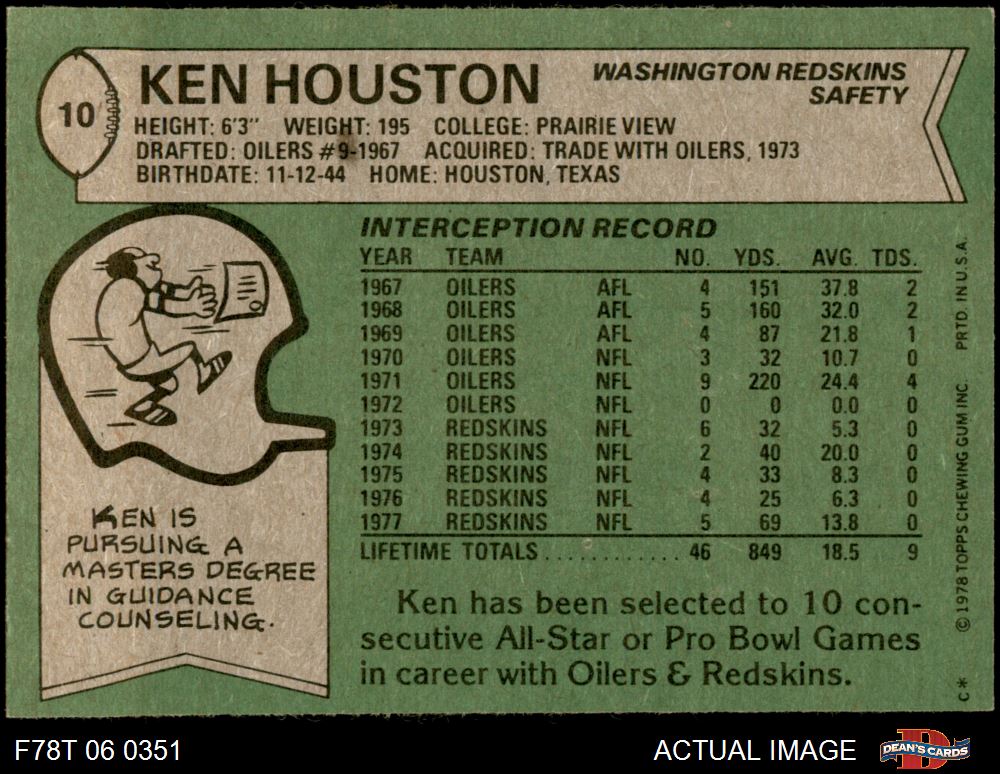 10
KEN HOUSTON
WASHINGTON REDSKINS
SAFETY
HEIGHT: 6'3" WEIGHT: 195 COLLEGE: PRAIRIE VIEW
DRAFTED: OILERS #9-1967 ACQUIRED: TRADE WITH OILERS, 1973
BIRTHDATE: 11-12-44 HOME: HOUSTON, TEXAS
INTERCEPTION RECORD
YEAR TEAM NO. YDS. AVG. TDS.
1967 OILERS AFL 4 151 37.8 2
1968 OILERS AFL 5 160 32.0 2
1969 OILERS AFL 4 87 21.8 1
1970 OILERS NFL 3 32 10.7 0
1971 OILERS NFL 9 220 24.4 4
1972 OILERS NFL 0 0 0.0 0
1973 REDSKINS NFL 6 32 5.3 0
1974 REDSKINS NFL 2 40 20.0 0
1975 REDSKINS NFL 4 33 8.3 0
1976 REDSKINS NFL 4 25 6.3 0
1977 REDSKINS NFL 5 69 13.8 0
LIFETIME TOTALS ............ 46 849 18.5 9
KEN IS
PURSUING A
MASTERS DEGREE
IN GUIDANCE
COUNSELING.
Ken has been selected to 10 con-
secutive All-Star or Pro Bowl Games
in career with Oilers & Redskins.
C* ©1978 TOPPS CHEWING GUM INC. PRTD. IN U.S.A.
F78T 06 0351
ACTUAL IMAGE
DEAN'S CARDS